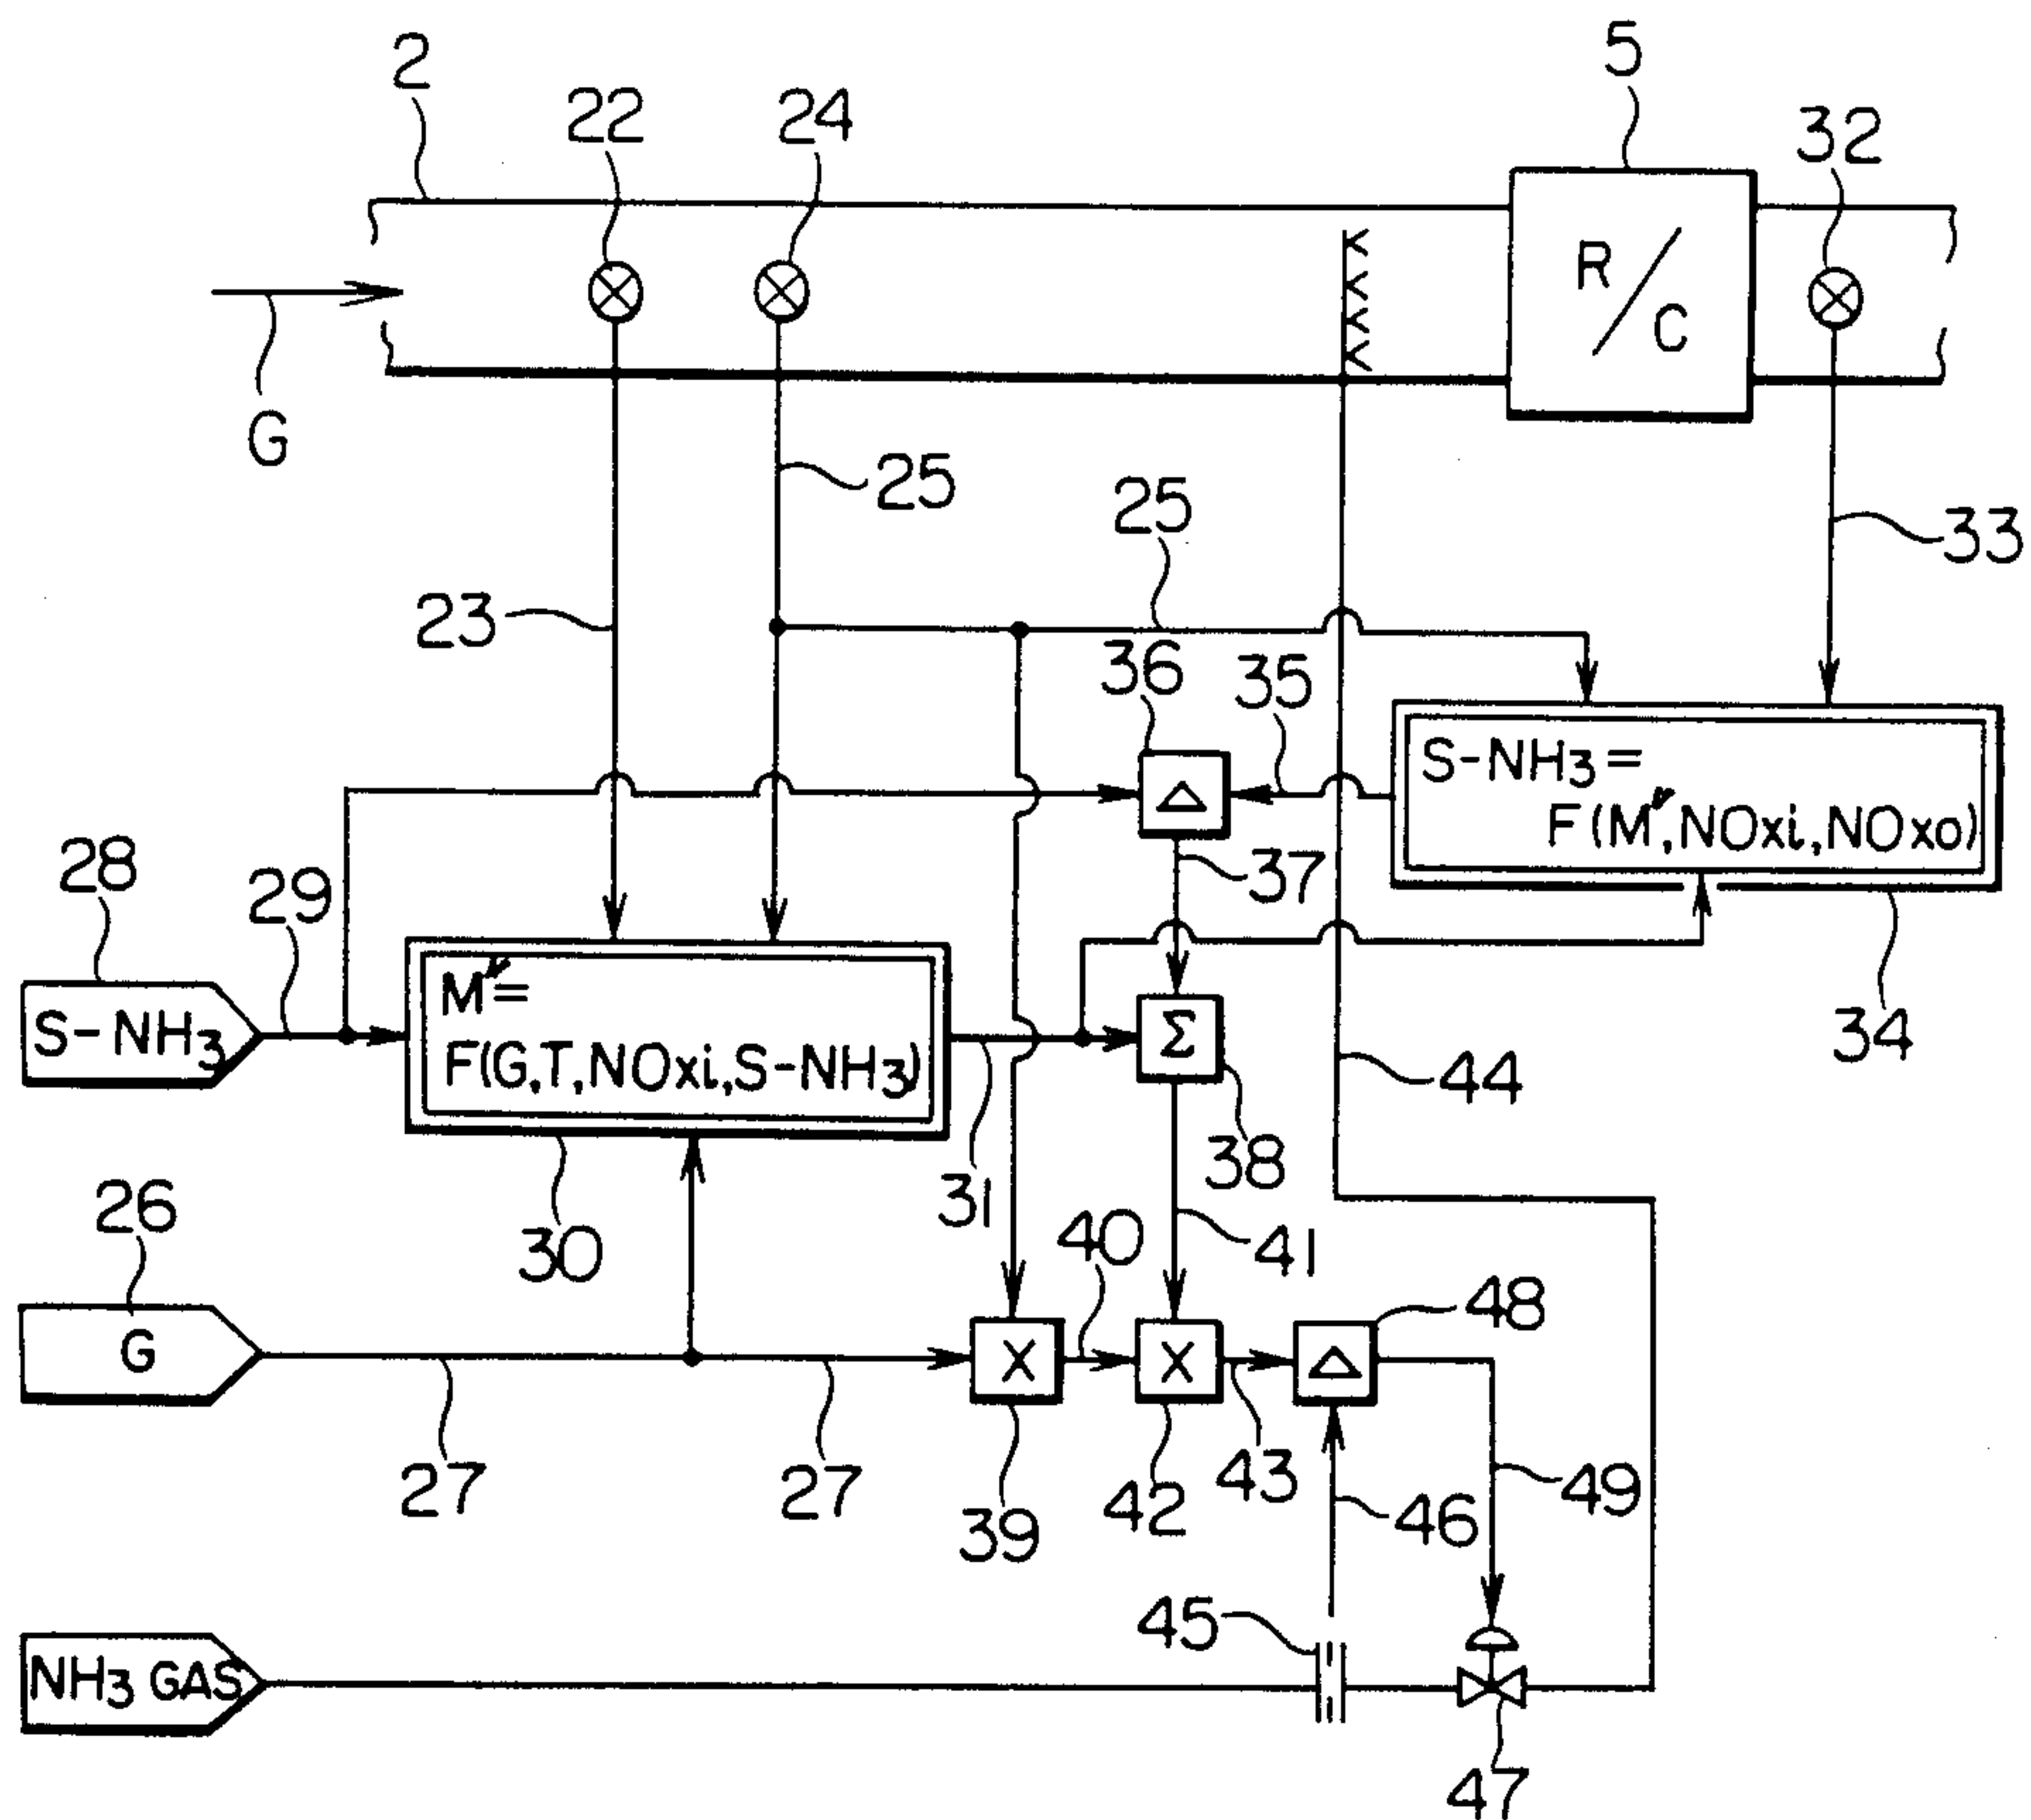 2
22
24
5
32
R/C
G
25
25
33
23
36
35
S-NH3=
F(M',NOxi,NOxo)
28
29
37
M'=
F(G,T,NOxi,S-NH3)
S-NH3
Σ
34
44
38
31
26
30
40
41
48
G
X
X
27
27
39
42
43
46
49
45
NH3 GAS
47